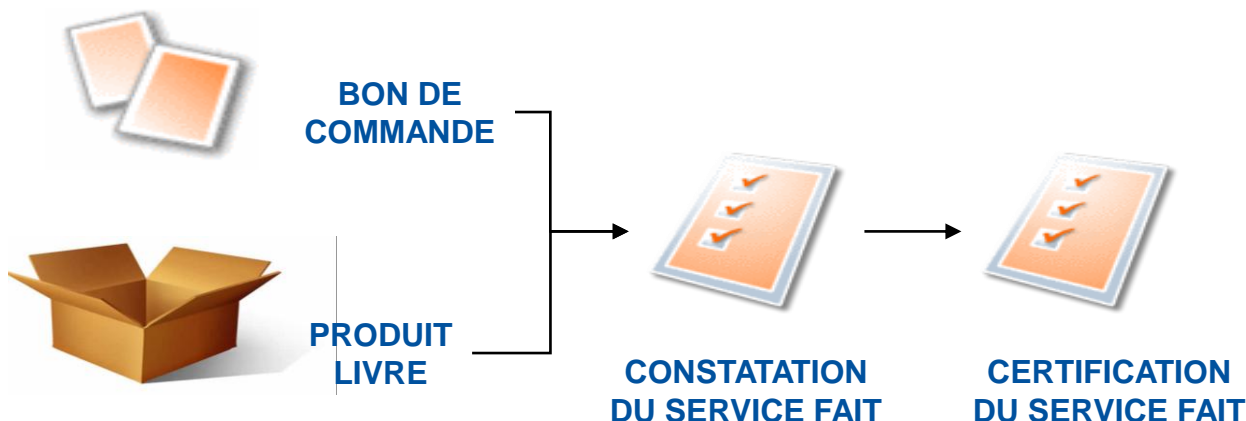 BON DE
COMMANDE
PRODUIT
LIVRE
CONSTATATION
DU SERVICE FAIT
CERTIFICATION
DU SERVICE FAIT